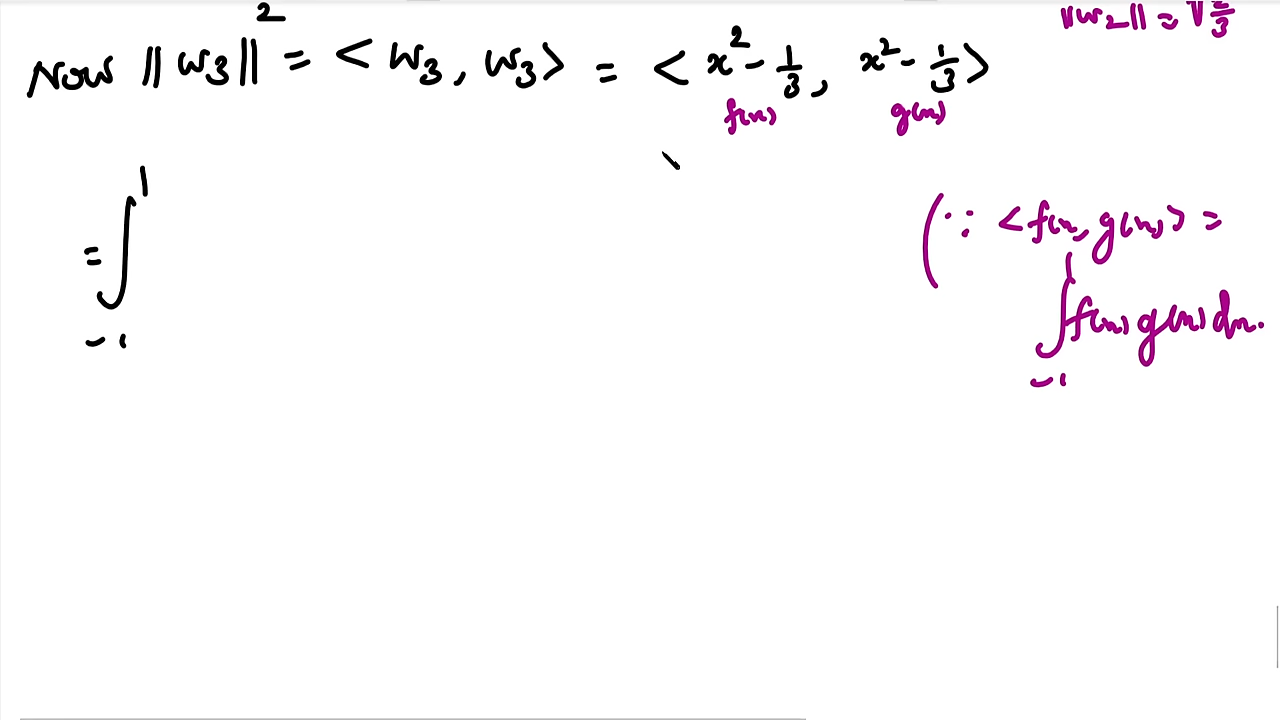 ||w₂|| = √2/3
Now ||w₃||² = <w₃, w₃> = <x² - 1/3, x² - 1/3>
f(x) g(x)
= ∫₋₁¹
(∵ <f(x), g(x)> =
∫₋₁¹ f(x) g(x) dx.